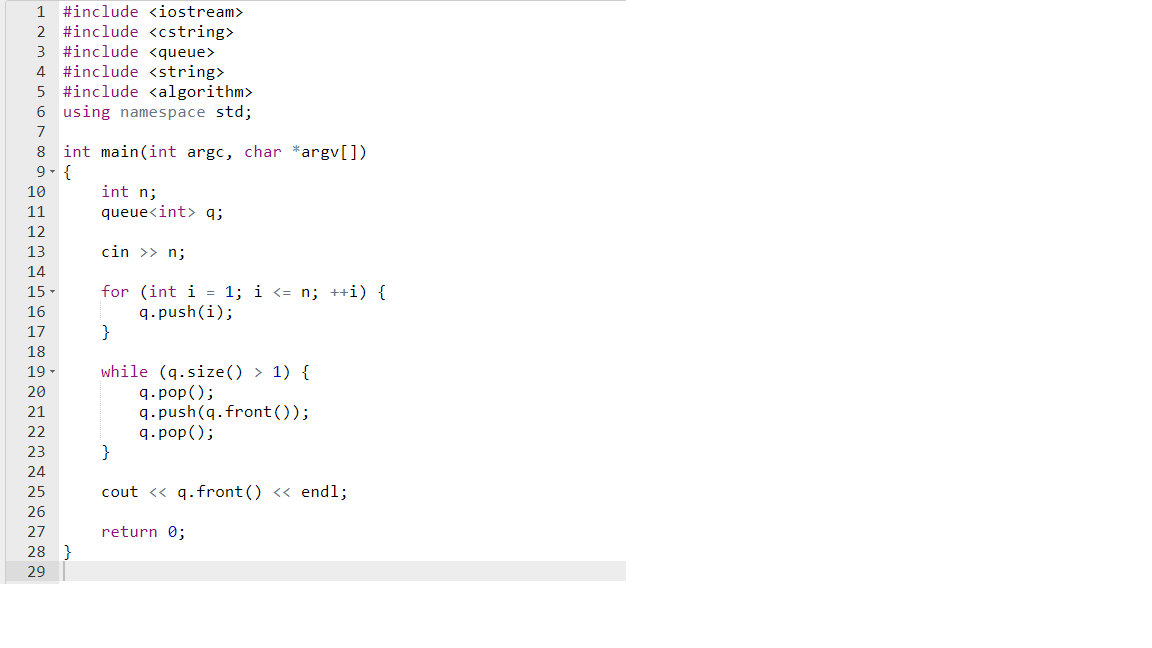 1 #include <iostream>
2 #include <cstring>
3 #include <queue>
4 #include <string>
5 #include <algorithm>
6 using namespace std;
7
8 int main(int argc, char *argv[])
9 {
10     int n;
11     queue<int> q;
12
13     cin >> n;
14
15     for (int i = 1; i <= n; ++i) {
16         q.push(i);
17     }
18
19     while (q.size() > 1) {
20         q.pop();
21         q.push(q.front());
22         q.pop();
23     }
24
25     cout << q.front() << endl;
26
27     return 0;
28 }
29